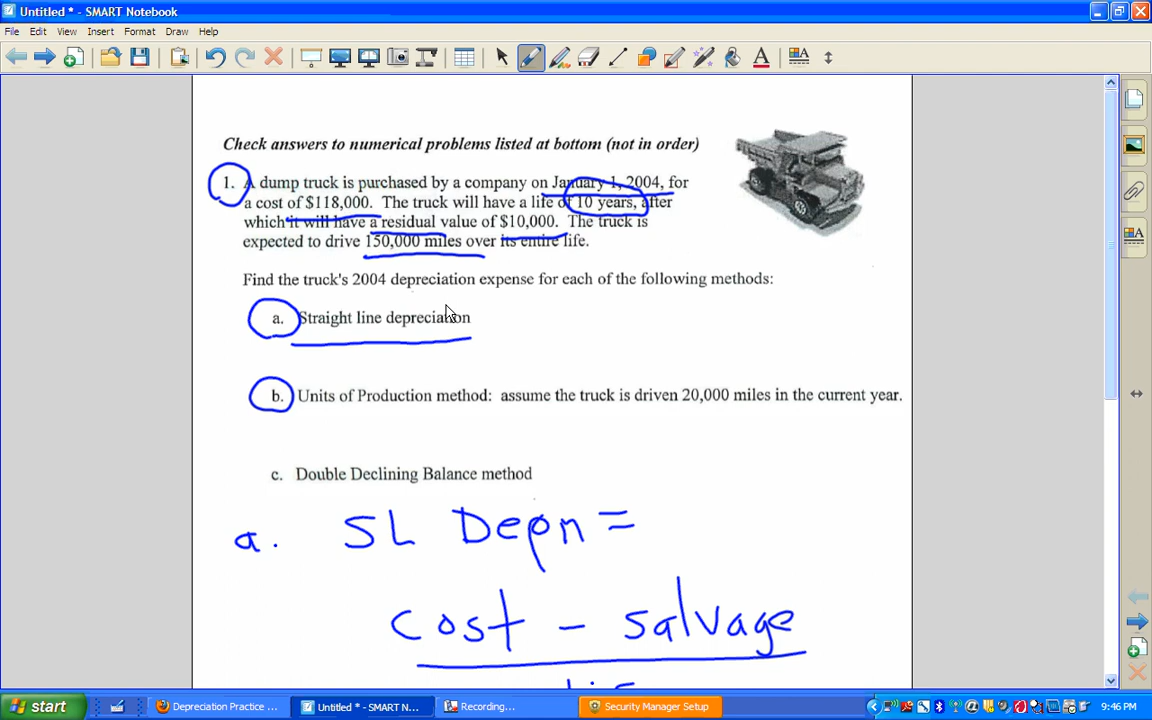 Untitled * - SMART Notebook
File Edit View Insert Format Draw Help
Check answers to numerical problems listed at bottom (not in order)
1. A dump truck is purchased by a company on January 1, 2004, for
a cost of $118,000. The truck will have a life of 10 years, after
which it will have a residual value of $10,000. The truck is
expected to drive 150,000 miles over its entire life.
Find the truck's 2004 depreciation expense for each of the following methods:
a. Straight line depreciation
b. Units of Production method: assume the truck is driven 20,000 miles in the current year.
c. Double Declining Balance method
a. SL Depn =
cost - salvage
start Depreciation Practice ... Untitled * - SMART N... Recording... Security Manager Setup 9:46 PM